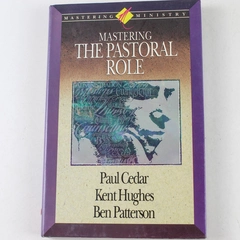 MASTERING MINISTRY
MASTERING
THE PASTORAL
ROLE
Paul Cedar
Kent Hughes
Ben Patterson